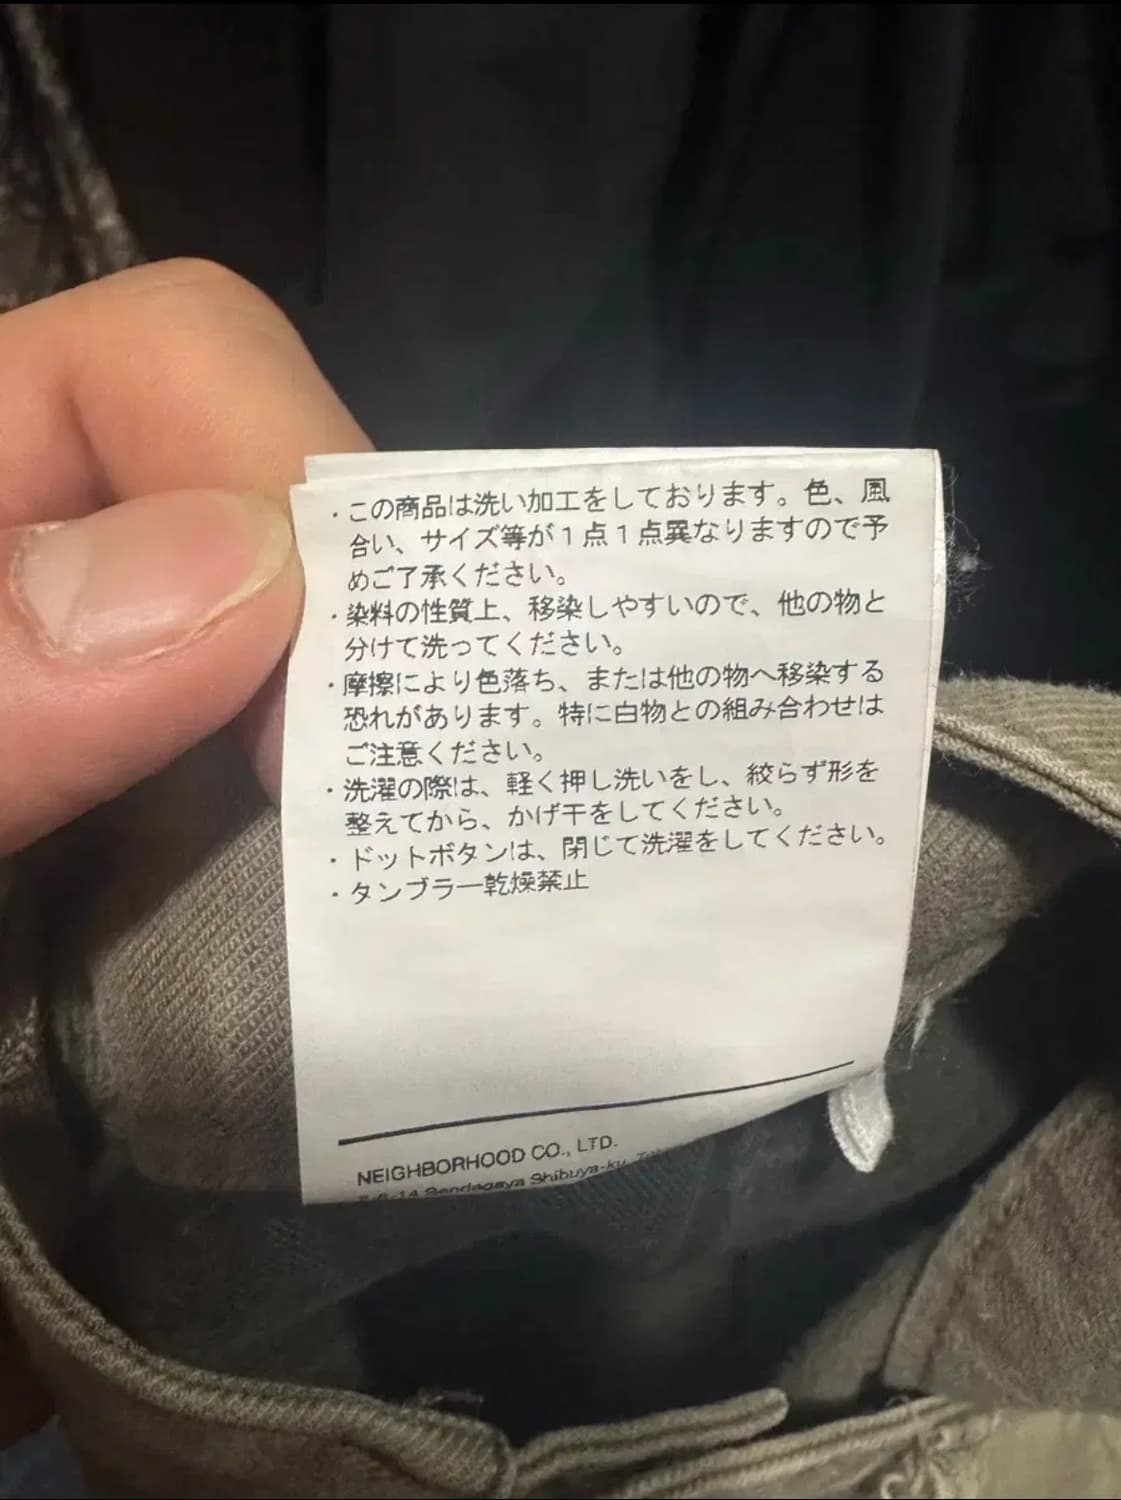 ・この商品は洗い加工をしております。色、風
合い、サイズ等が1点1点異なりますので予
めご了承ください。
・染料の性質上、移染しやすいので、他の物と
分けて洗ってください。
・摩擦により色落ち、または他の物へ移染する
恐れがあります。特に白物との組み合わせは
ご注意ください。
・洗濯の際は、軽く押し洗いをし、絞らず形を
整えてから、かげ干をしてください。
・ドットボタンは、閉じて洗濯をしてください。
・タンブラー乾燥禁止
NEIGHBORHOOD CO., LTD.
Sendagaya Shibuya-ku,